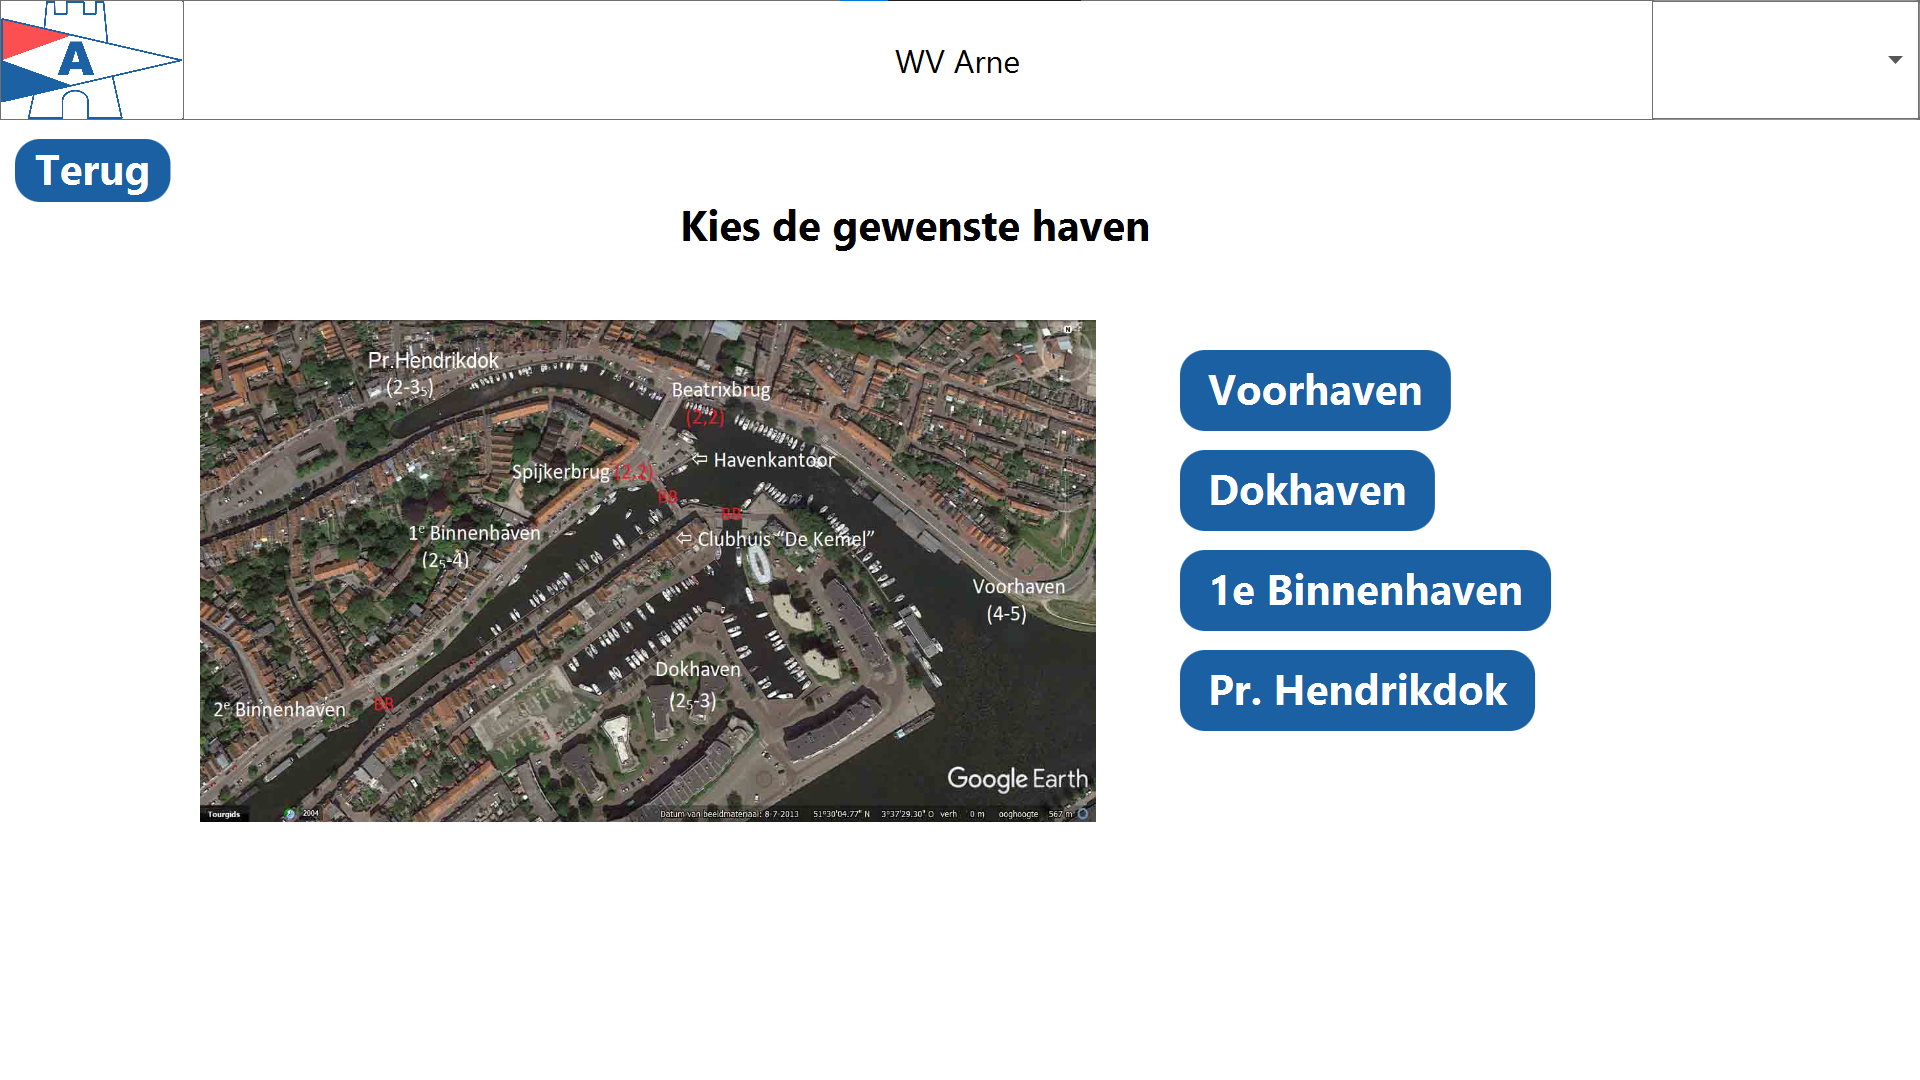 A
WV Arne
Terug
Kies de gewenste haven
Pr.Hendrikdok
(2-3₅)
Beatrixbrug
(2,2)
⇦ Havenkantoor
Spijkerbrug (2,2)
BB
BB
1ᵉ Binnenhaven
(2₅-4)
⇦ Clubhuis “De Kemel”
Voorhaven
(4-5)
Dokhaven
(2₅-3)
2ᵉ Binnenhaven
BB
Google Earth
Tourgids
2004
Datum van beeldmateriaal: 8-7-2013 51°30'04.77" N 3°37'29.30" O verh 0 m ooghoogte 567 m
N
Voorhaven
Dokhaven
1e Binnenhaven
Pr. Hendrikdok